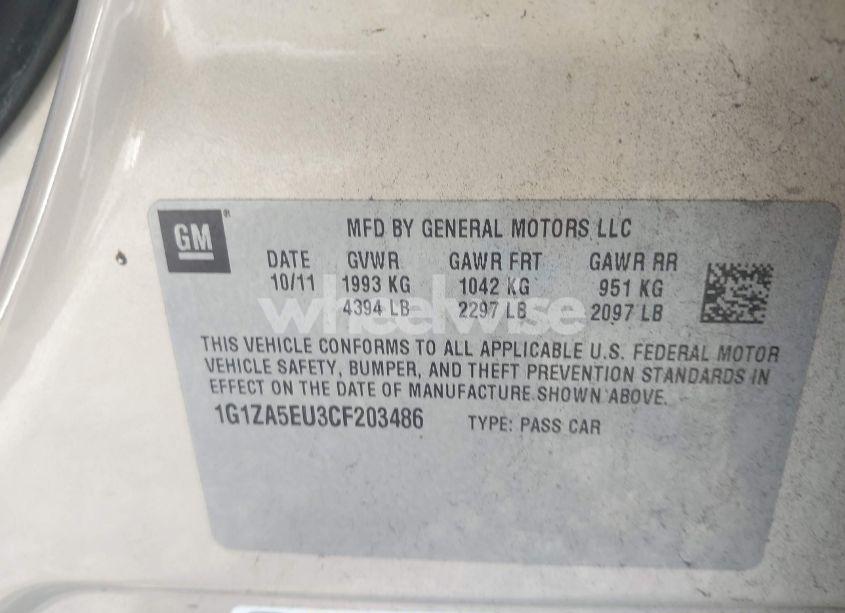 GM
MFD BY GENERAL MOTORS LLC
DATE GVWR GAWR FRT GAWR RR
10/11 1993 KG 1042 KG 951 KG
4394 LB 2297 LB 2097 LB
wheelwise
THIS VEHICLE CONFORMS TO ALL APPLICABLE U.S. FEDERAL MOTOR
VEHICLE SAFETY, BUMPER, AND THEFT PREVENTION STANDARDS IN
EFFECT ON THE DATE OF MANUFACTURE SHOWN ABOVE.
1G1ZA5EU3CF203486 TYPE: PASS CAR